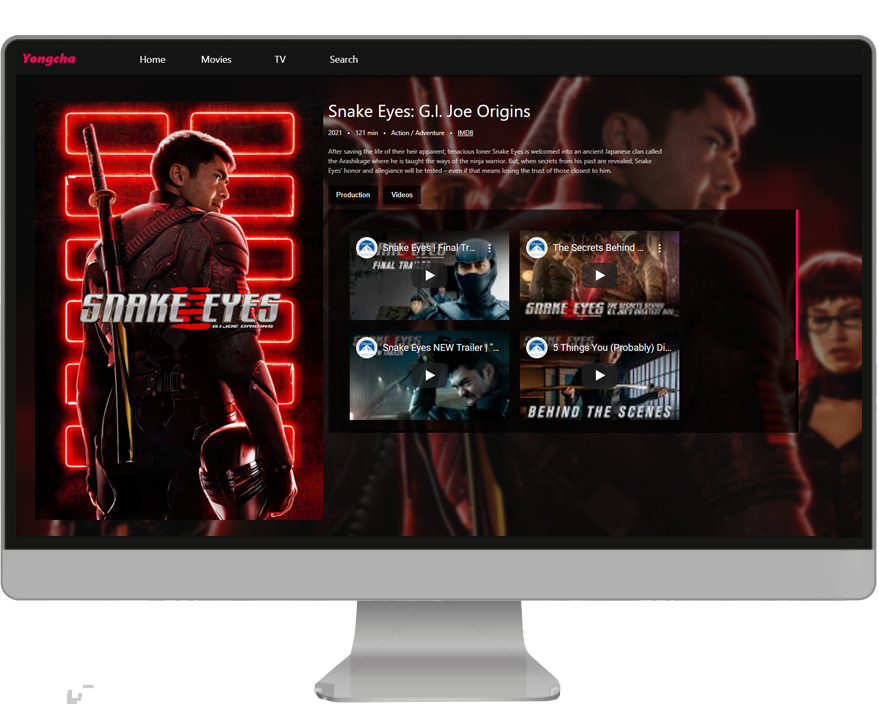 Yongcha
Home
Movies
TV
Search
Snake Eyes: G.I. Joe Origins
2021 • 121 min • Action / Adventure • IMDB
After saving the life of their heir apparent, tenacious loner Snake Eyes is welcomed into an ancient Japanese clan called
the Arashikage where he is taught the ways of the ninja warrior. But, when secrets from his past are revealed, Snake
Eyes' honor and allegiance will be tested – even if that means losing the trust of those closest to him.
Production
Videos
SNAKE EYES
G.I. JOE ORIGINS
Snake Eyes | Final Tr...
FINAL TRAILER
The Secrets Behind ...
SNAKE EYES THE SECRETS BEHIND
G.I. JOE'S GREATEST DUO
Snake Eyes NEW Trailer | "...
5 Things You (Probably) Di...
BEHIND THE SCENES